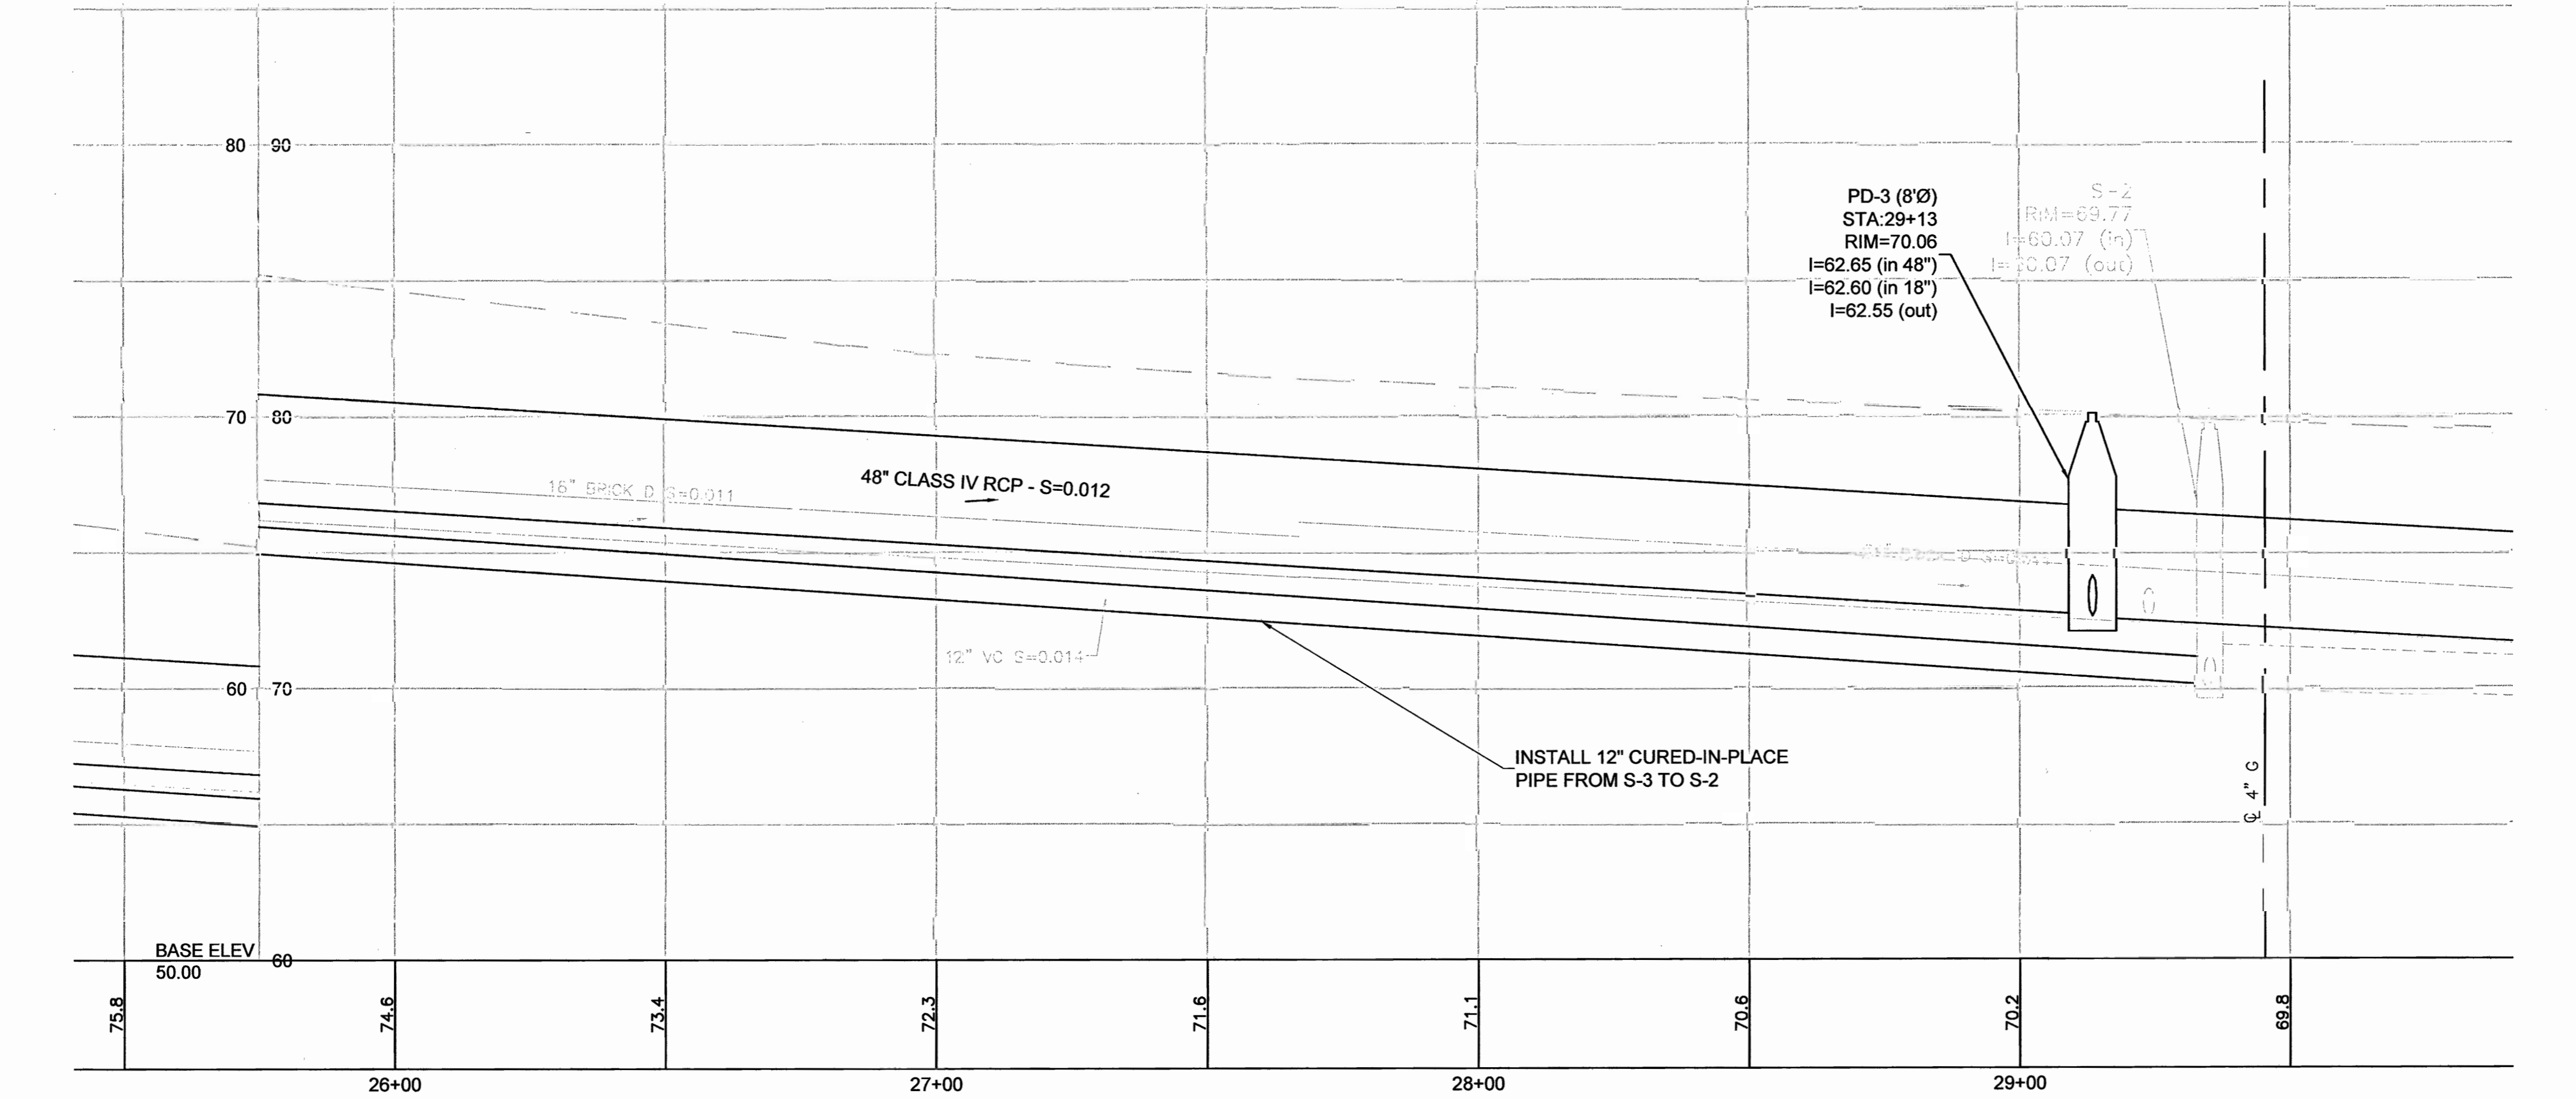 80 90
PD-3 (8'Ø)
STA:29+13
RIM=70.06
I=62.65 (in 48")
I=62.60 (in 18")
I=62.55 (out)
S-2
RIM=69.77
I=60.07 (in)
I=60.07 (out)
70 80
16" BRICK D S=0.011
48" CLASS IV RCP - S=0.012
12" VC S=0.014
60 70
INSTALL 12" CURED-IN-PLACE
PIPE FROM S-3 TO S-2
℄ 4" G
BASE ELEV
50.00
60
75.8 74.6 73.4 72.3 71.6 71.1 70.6 70.2 69.8
26+00 27+00 28+00 29+00